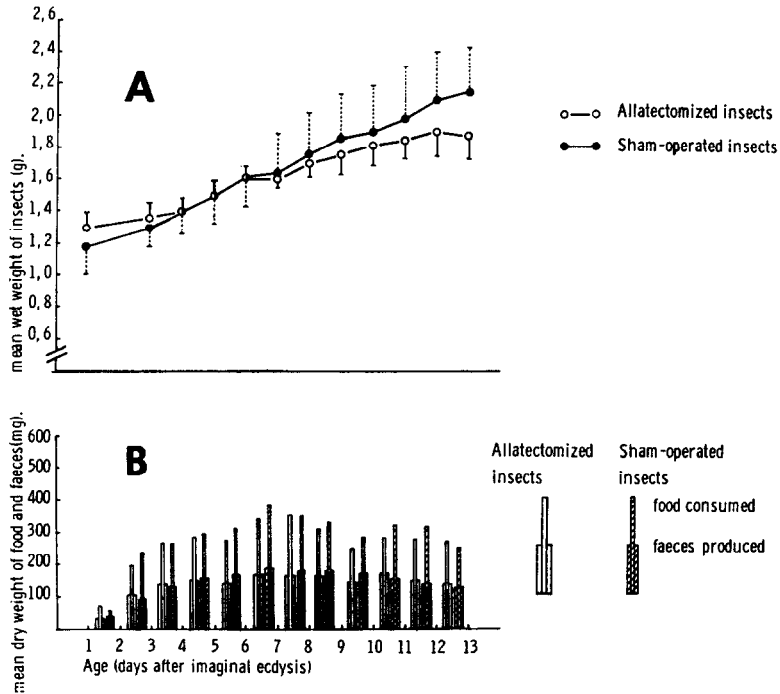 mean wet weight of insects (g).
2,6
2,4
2,2
2,0
1,8
1,6
1,4
1,2
1,0
0,8
0,6
A
Allatectomized insects
Sham-operated insects
mean dry weight of food and faeces(mg).
600
500
400
300
200
100
B
1 2 3 4 5 6 7 8 9 10 11 12 13
Age (days after imaginal ecdysis)
Allatectomized
insects
Sham-operated
insects
food consumed
faeces produced